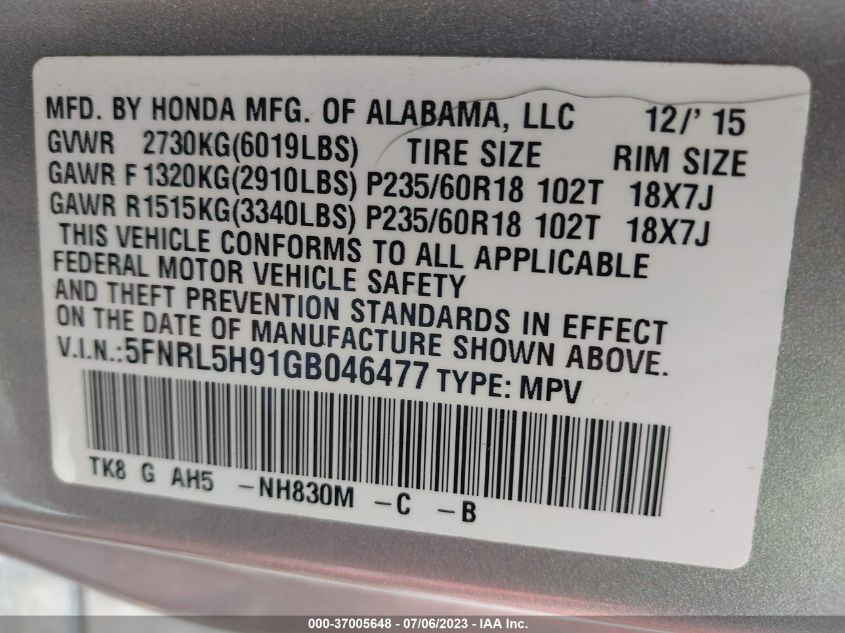 MFD. BY HONDA MFG. OF ALABAMA, LLC 12/' 15
GVWR 2730KG(6019LBS) TIRE SIZE RIM SIZE
GAWR F 1320KG(2910LBS) P235/60R18 102T 18X7J
GAWR R1515KG(3340LBS) P235/60R18 102T 18X7J
THIS VEHICLE CONFORMS TO ALL APPLICABLE
FEDERAL MOTOR VEHICLE SAFETY
AND THEFT PREVENTION STANDARDS IN EFFECT
ON THE DATE OF MANUFACTURE SHOWN ABOVE.
V.I.N.:5FNRL5H91GB046477 TYPE: MPV
TK8 G AH5 -NH830M -C -B
000-37005648 - 07/06/2023 - IAA Inc.